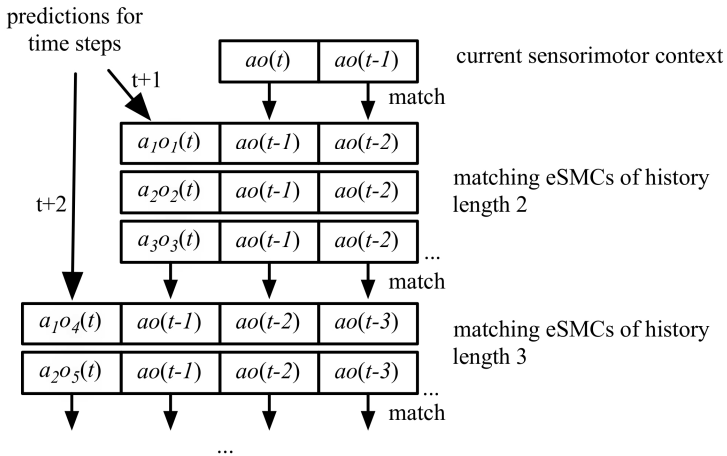 predictions for
time steps
ao(t) ao(t-1)
current sensorimotor context
t+1
match
a₁o₁(t) ao(t-1) ao(t-2)
a₂o₂(t) ao(t-1) ao(t-2)
matching eSMCs of history
length 2
t+2
a₃o₃(t) ao(t-1) ao(t-2) ...
match
a₁o₄(t) ao(t-1) ao(t-2) ao(t-3)
matching eSMCs of history
length 3
a₂o₅(t) ao(t-1) ao(t-2) ao(t-3) ...
match
...